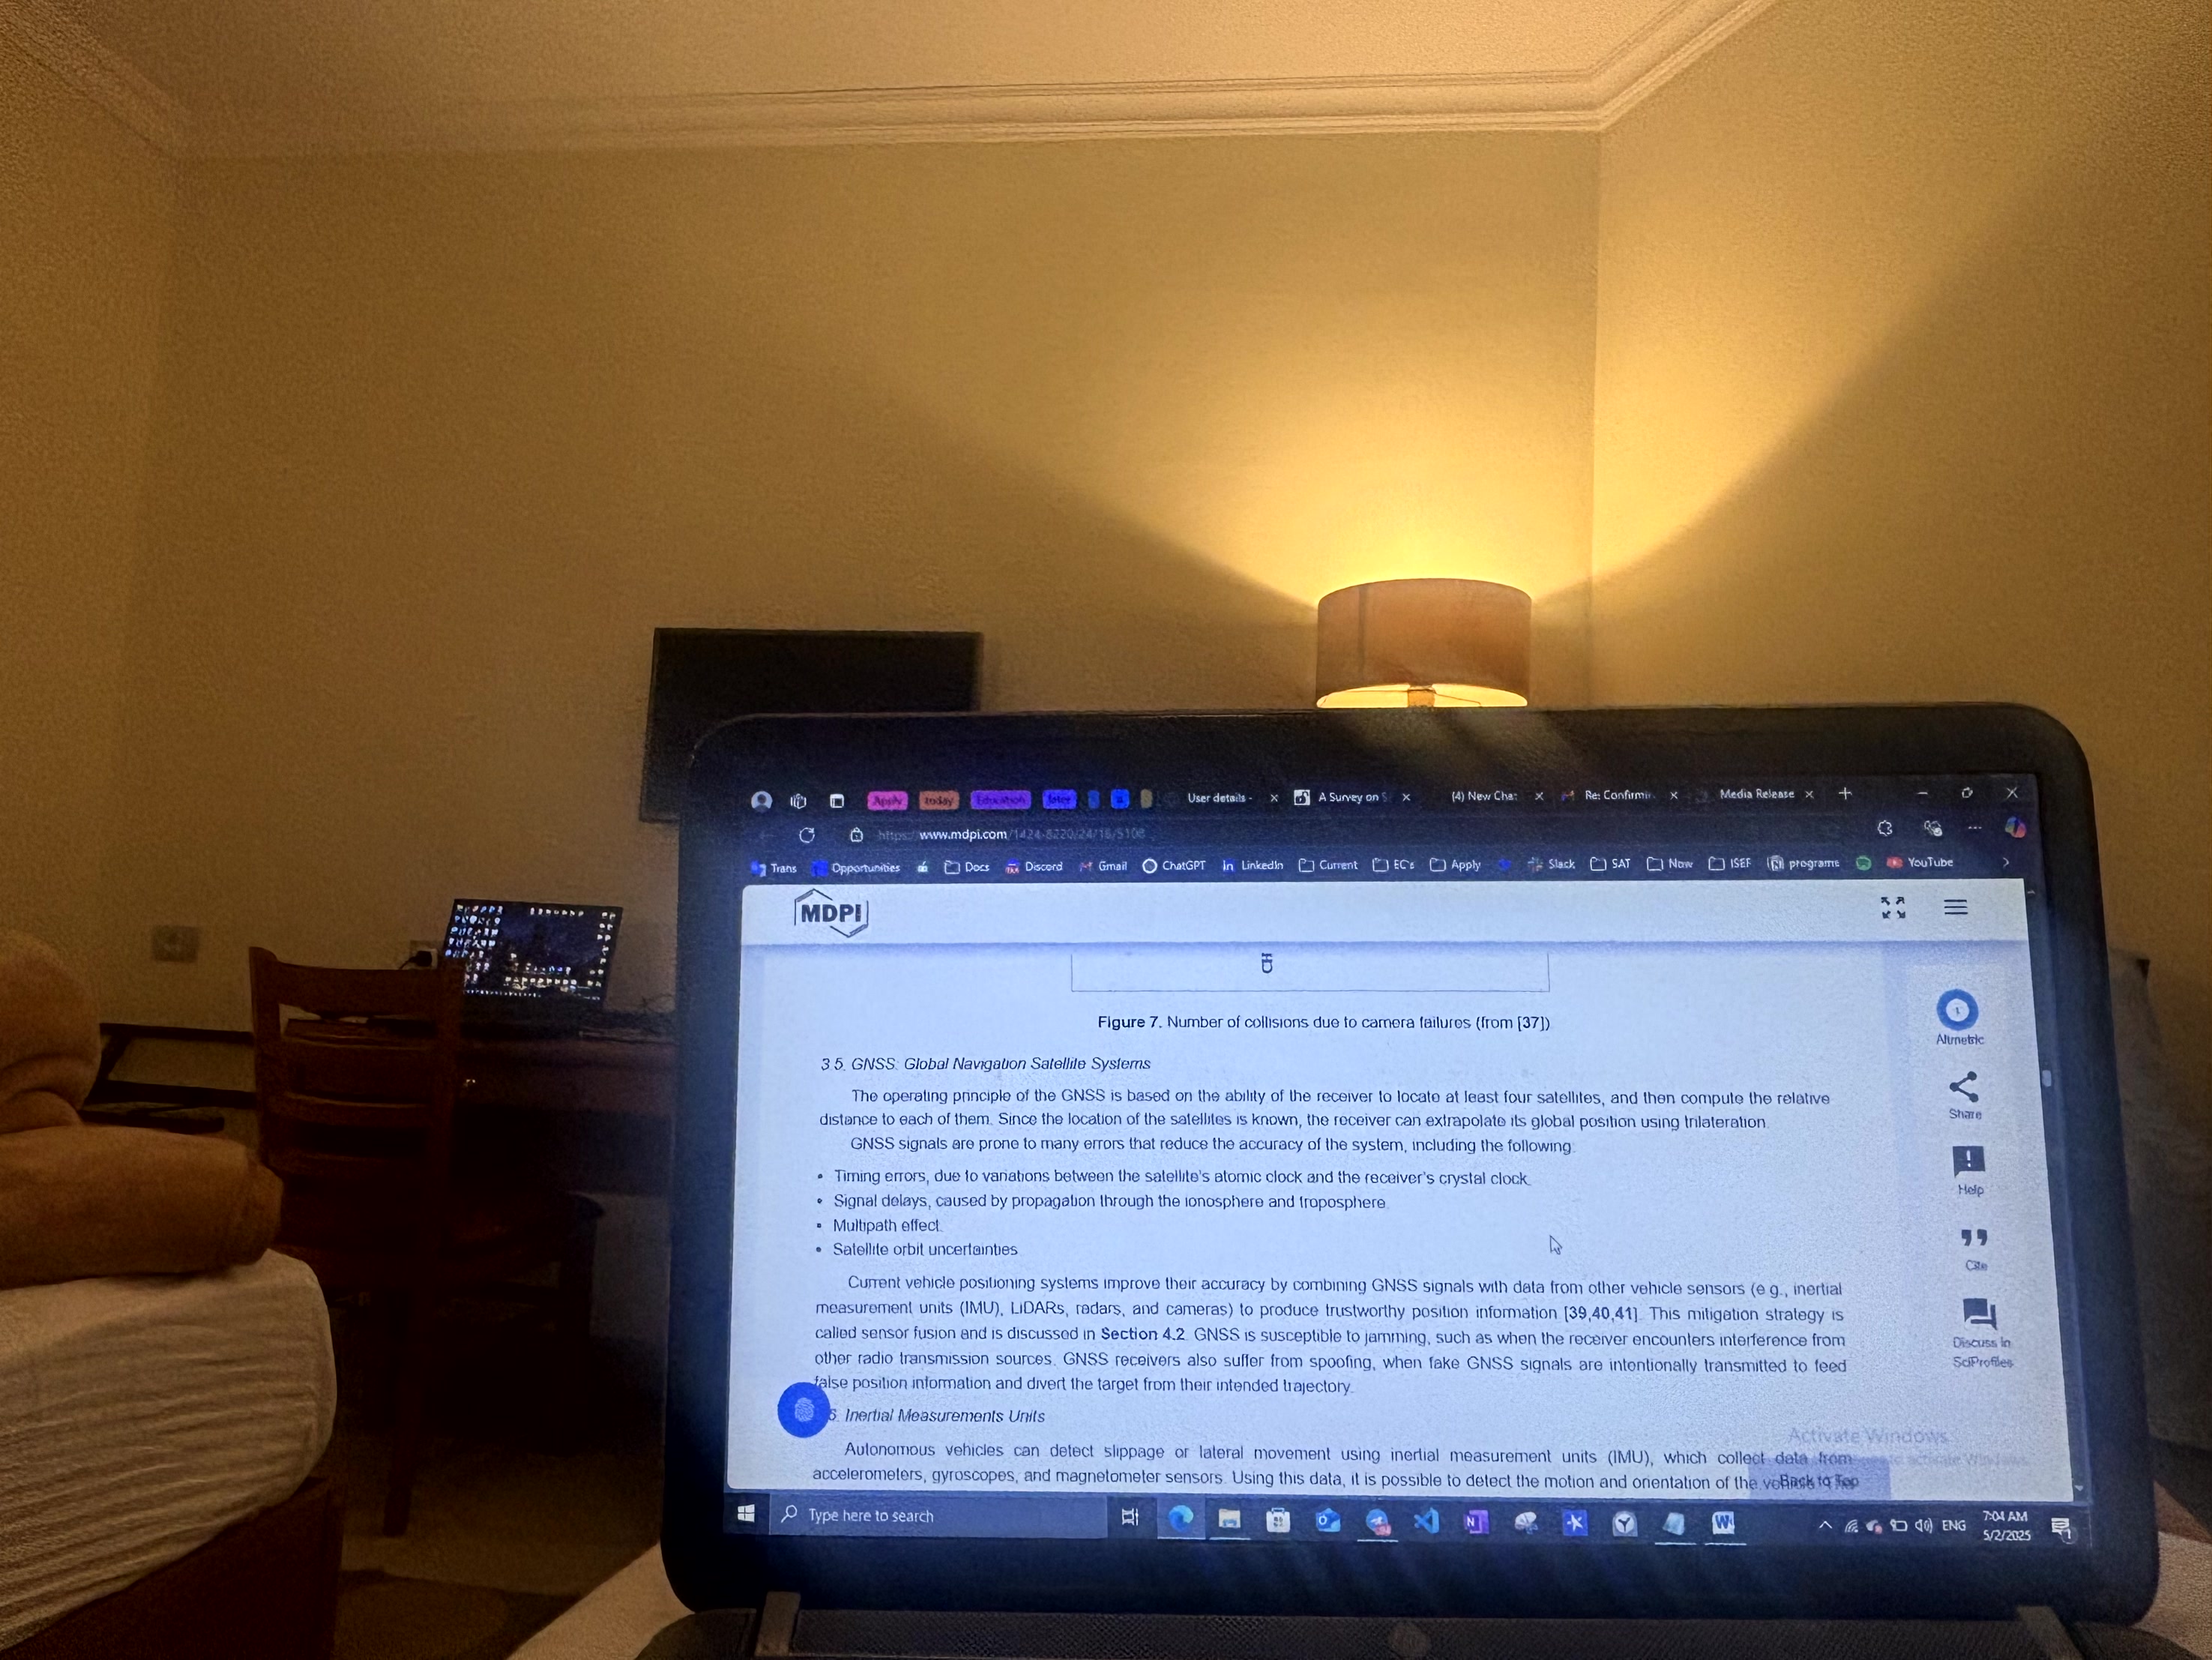 Apply today Education later User details - A Survey on S (4) New Chat Re: Confirmin Media Release
https: www.mdpi.com/1424-8220/24/16/5108
Trans Opportunities Docs Discord Gmail ChatGPT in LinkedIn Current EC's Apply Slack SAT Now ISEF programs YouTube
MDPI
Figure 7. Number of collisions due to camera failures (from [37])
3.5. GNSS: Global Navigation Satellite Systems
The operating principle of the GNSS is based on the ability of the receiver to locate at least four satellites, and then compute the relative
distance to each of them. Since the location of the satellites is known, the receiver can extrapolate its global position using trilateration.
GNSS signals are prone to many errors that reduce the accuracy of the system, including the following:
• Timing errors, due to variations between the satellite's atomic clock and the receiver's crystal clock.
• Signal delays, caused by propagation through the ionosphere and troposphere.
• Multipath effect.
• Satellite orbit uncertainties
Current vehicle positioning systems improve their accuracy by combining GNSS signals with data from other vehicle sensors (e.g., inertial
measurement units (IMU), LiDARs, radars, and cameras) to produce trustworthy position information [39,40,41]. This mitigation strategy is
called sensor fusion and is discussed in Section 4.2. GNSS is susceptible to jamming, such as when the receiver encounters interference from
other radio transmission sources. GNSS receivers also suffer from spoofing, when fake GNSS signals are intentionally transmitted to feed
false position information and divert the target from their intended trajectory.
6. Inertial Measurements Units
Autonomous vehicles can detect slippage or lateral movement using inertial measurement units (IMU), which collect data from
accelerometers, gyroscopes, and magnetometer sensors. Using this data, it is possible to detect the motion and orientation of the
Altmetric
Share
Help
Cite
Discuss in
SciProfiles
Activate Windows
Back to Top
Type here to search
ENG
7:04 AM
5/2/2025